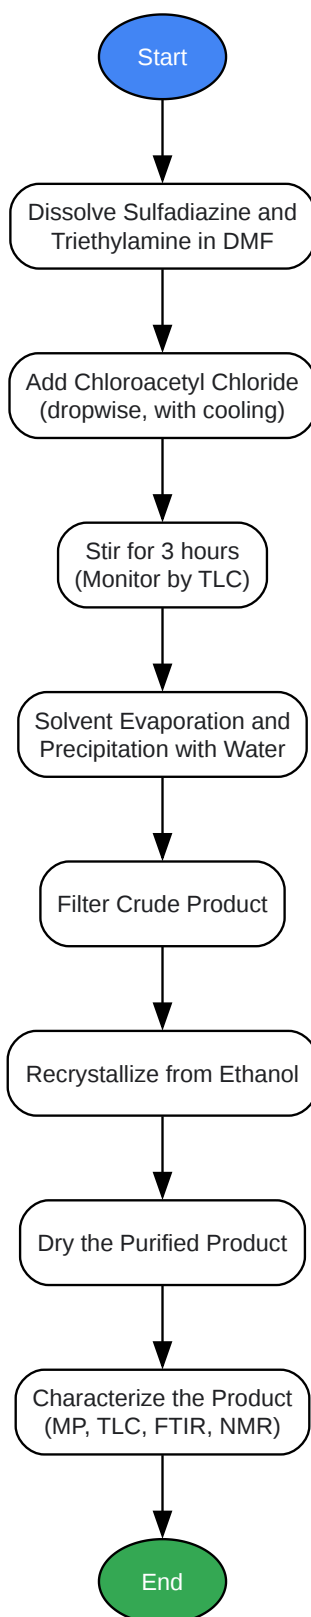 Start
Dissolve Sulfadiazine and
Triethylamine in DMF
Add Chloroacetyl Chloride
(dropwise, with cooling)
Stir for 3 hours
(Monitor by TLC)
Solvent Evaporation and
Precipitation with Water
Filter Crude Product
Recrystallize from Ethanol
Dry the Purified Product
Characterize the Product
(MP, TLC, FTIR, NMR)
End